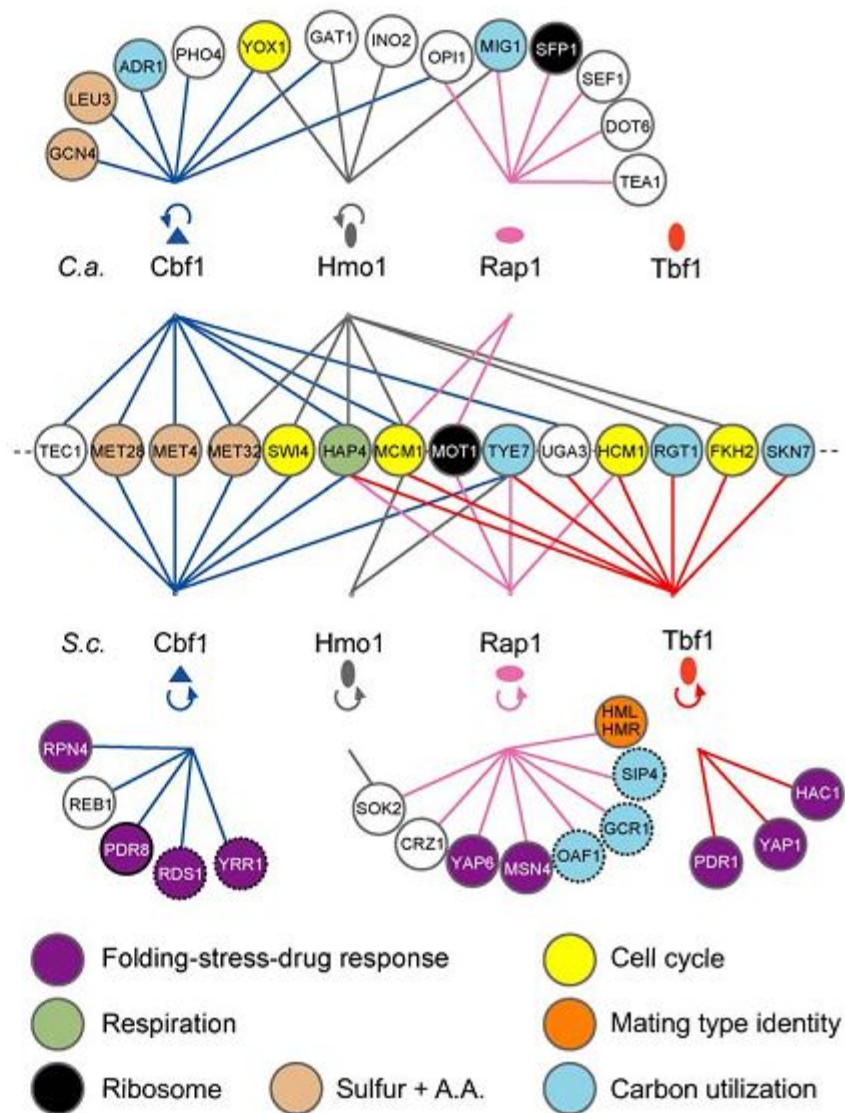 GCN4 LEU3 ADR1 PHO4 YOX1 GAT1 INO2 OPI1 MIG1 SFP1 SEF1 DOT6 TEA1
C.a. Cbf1 Hmo1 Rap1 Tbf1
-- TEC1 MET28 MET4 MET32 SWI4 HAP4 MCM1 MOT1 TYE7 UGA3 HCM1 RGT1 FKH2 SKN7 --
S.c. Cbf1 Hmo1 Rap1 Tbf1
RPN4 REB1 PDR8 RDS1 YRR1
SOK2 CRZ1 YAP6 MSN4 OAF1 GCR1 SIP4
HML
HMR
PDR1 YAP1 HAC1
Folding-stress-drug response
Cell cycle
Respiration
Mating type identity
Ribosome
Sulfur + A.A.
Carbon utilization